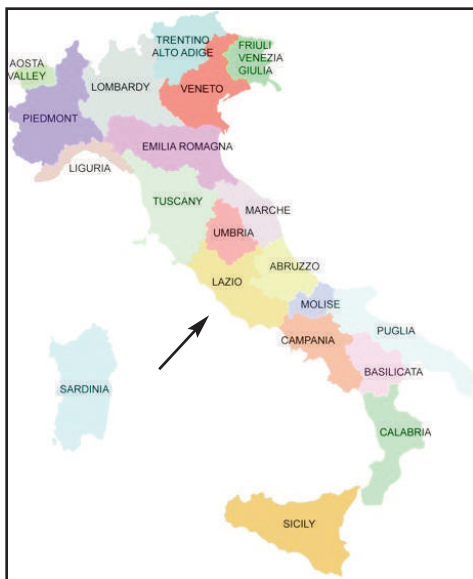 TRENTINO
ALTO ADIGE
FRIULI
VENEZIA
GIULIA
AOSTA
VALLEY
LOMBARDY
VENETO
PIEDMONT
EMILIA ROMAGNA
LIGURIA
TUSCANY
MARCHE
UMBRIA
ABRUZZO
LAZIO
MOLISE
PUGLIA
CAMPANIA
BASILICATA
SARDINIA
CALABRIA
SICILY